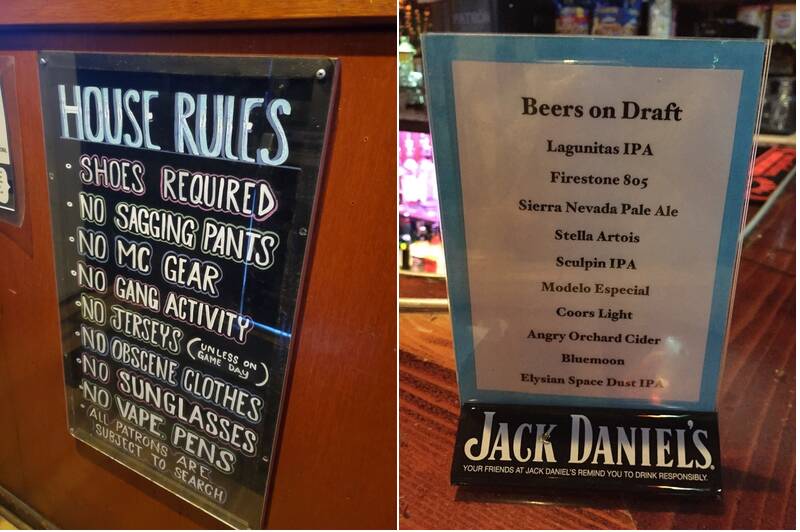 HOUSE RULES
• SHOES REQUIRED
• NO SAGGING PANTS
• NO MC GEAR
• NO GANG ACTIVITY
• NO JERSEYS (UNLESS ON GAME DAY)
• NO OBSCENE CLOTHES
• NO SUNGLASSES
• NO VAPE PENS
• ALL PATRONS ARE
SUBJECT TO SEARCH
Beers on Draft
Lagunitas IPA
Firestone 805
Sierra Nevada Pale Ale
Stella Artois
Sculpin IPA
Modelo Especial
Coors Light
Angry Orchard Cider
Bluemoon
Elysian Space Dust IPA
JACK DANIEL'S
YOUR FRIENDS AT JACK DANIEL'S REMIND YOU TO DRINK RESPONSIBLY.